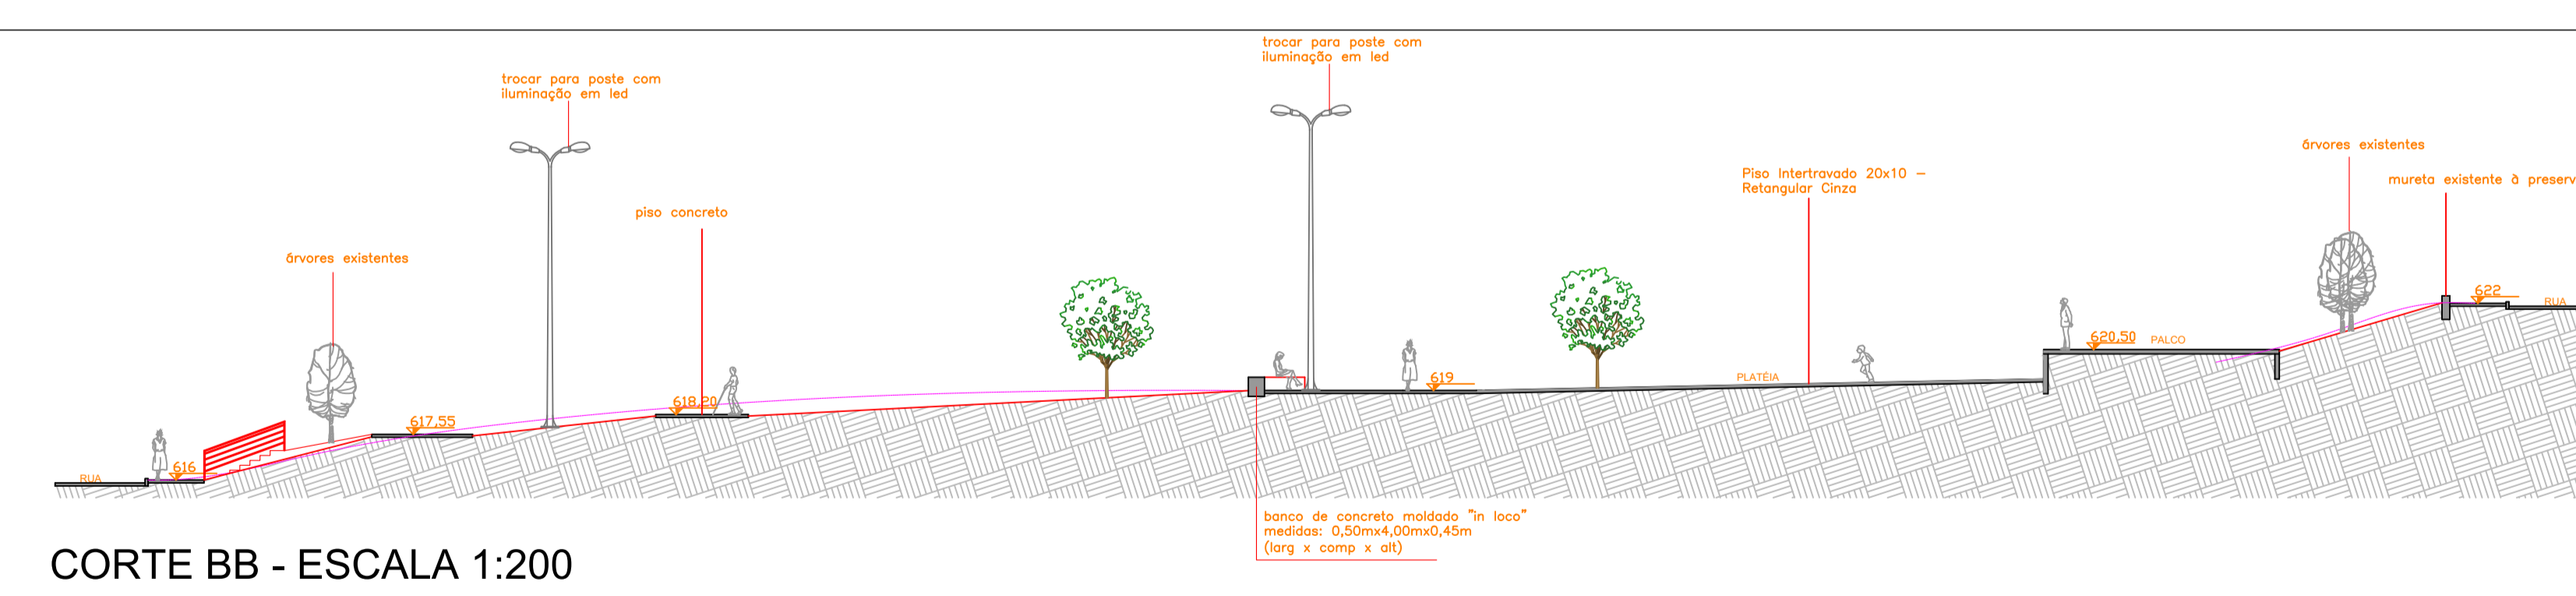 trocar para poste com
iluminação em led
trocar para poste com
iluminação em led
árvores existentes
mureta existente à preserv
Piso Intertravado 20x10 –
Retangular Cinza
piso concreto
árvores existentes
622
RUA
620,50
PALCO
619
PLATÉIA
618,20
617,55
616
RUA
banco de concreto moldado "in loco"
medidas: 0,50mx4,00mx0,45m
(larg x comp x alt)
CORTE BB - ESCALA 1:200